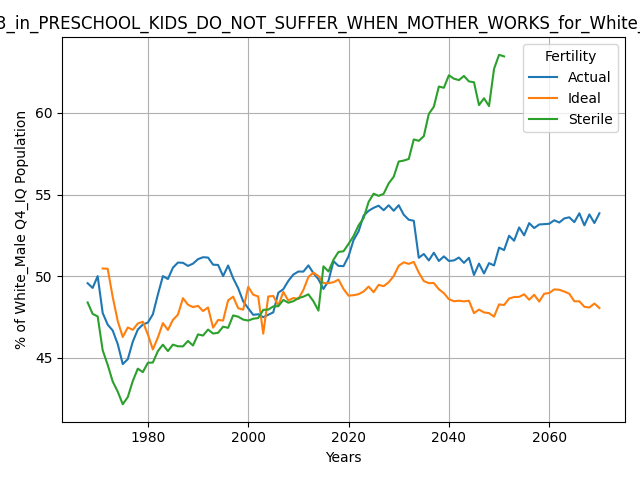 3_in_PRESCHOOL_KIDS_DO_NOT_SUFFER_WHEN_MOTHER_WORKS_for_White_
Fertility
Actual
Ideal
Sterile
% of White_Male Q4_IQ Population
60
55
50
45
1980
2000
2020
2040
2060
Years